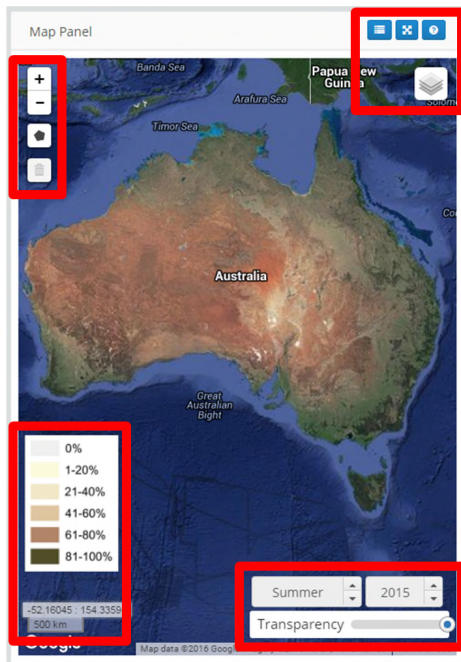 Map Panel
Banda Sea
Papua New
Guinea
Arafura Sea
Solomo
Timor Sea
Australia
Great
Australian
Bight
0%
1-20%
21-40%
41-60%
61-80%
81-100%
Summer
2015
-52.16045 : 154.3359
500 km
Transparency
Google
Map data ©2016